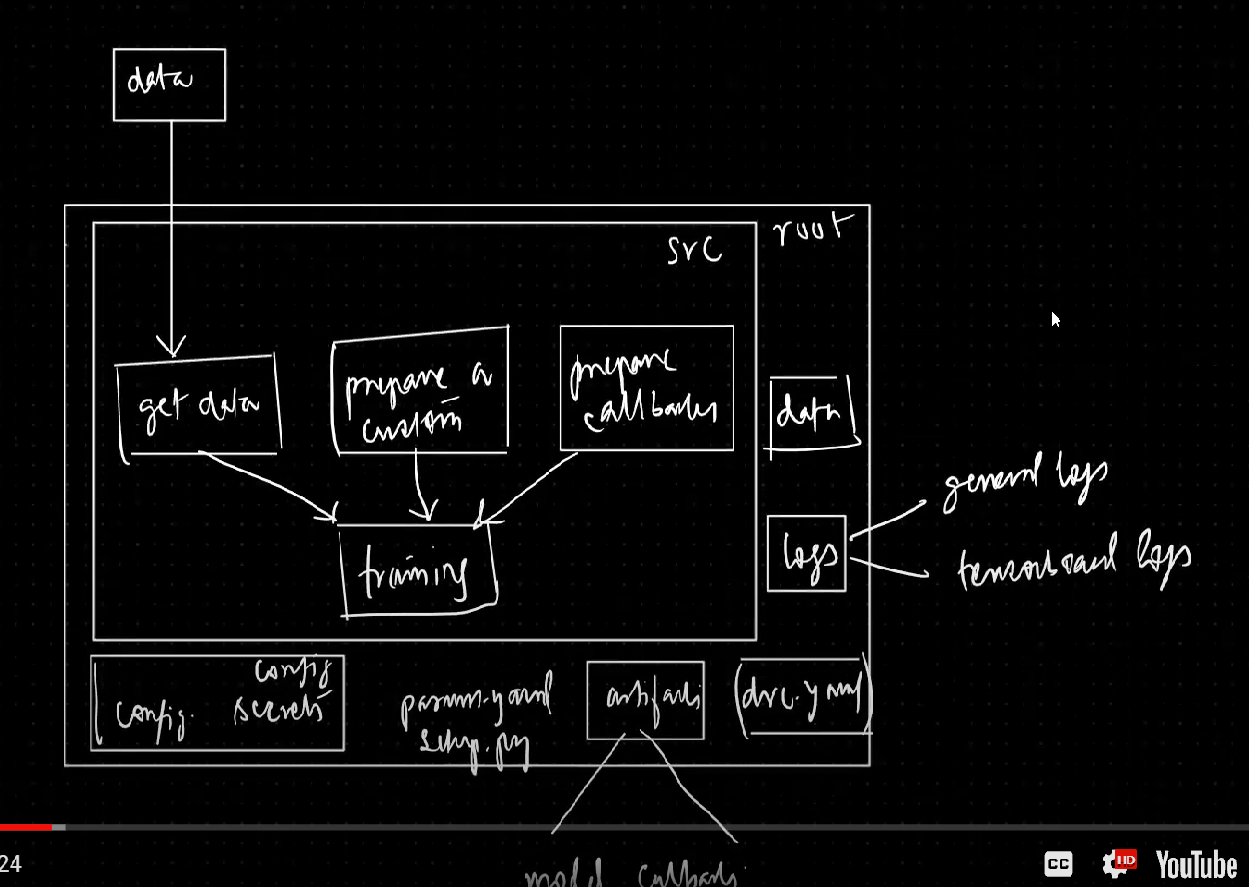 data
src
root
get data
prepare a
custom
prepare
callbacks
data
training
logs
general logs
tensorboard logs
config
config. secrets
params.yaml
setup.py
artifacts
dvc.yaml
model callbacks
24
CC
HD
YouTube